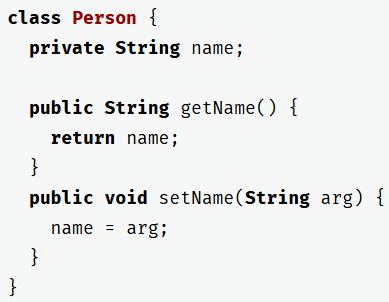 class Person {
  private String name;

  public String getName() {
    return name;
  }
  public void setName(String arg) {
    name = arg;
  }
}